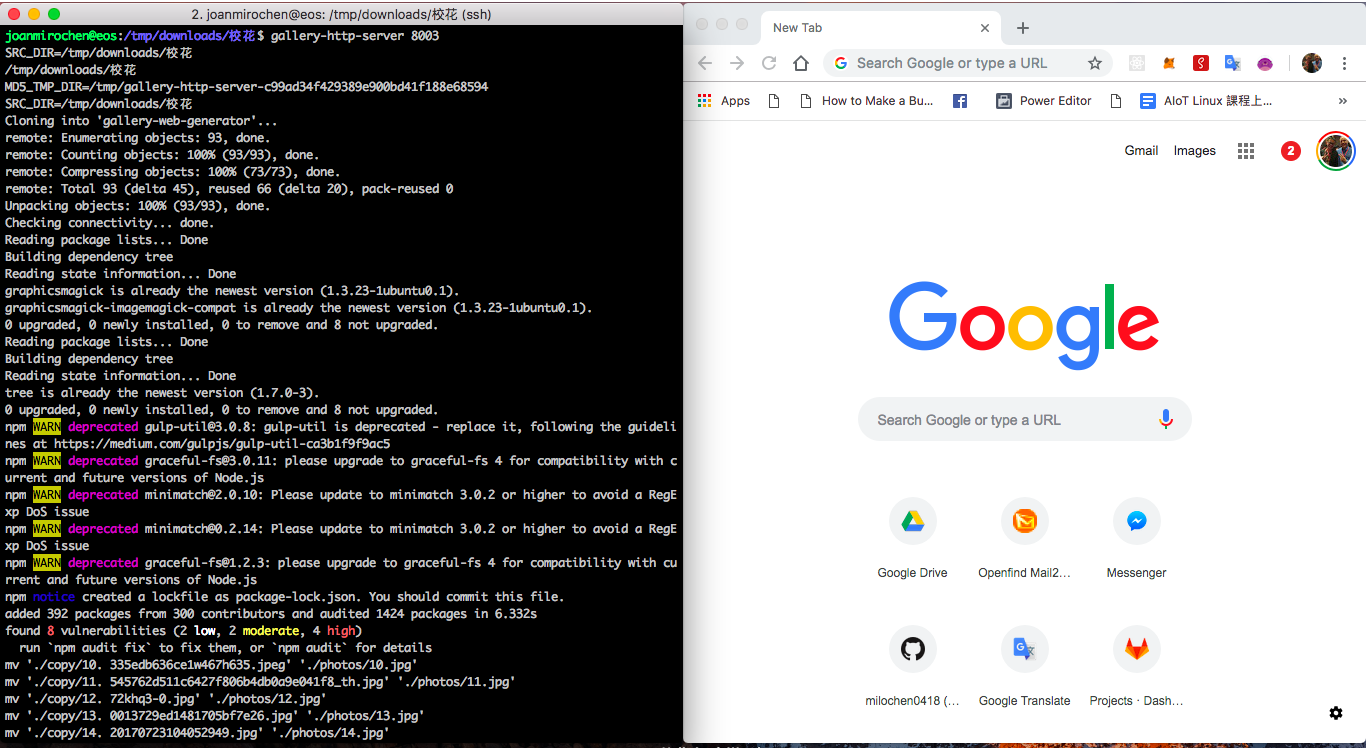 2. joanmirochen@eos: /tmp/downloads/校花 (ssh)
joanmirochen@eos:/tmp/downloads/校花$ gallery-http-server 8003
SRC_DIR=/tmp/downloads/校花
/tmp/downloads/校花
MD5_TMP_DIR=/tmp/gallery-http-server-c99ad34f429389e900bd41f188e68594
SRC_DIR=/tmp/downloads/校花
Cloning into 'gallery-web-generator'...
remote: Enumerating objects: 93, done.
remote: Counting objects: 100% (93/93), done.
remote: Compressing objects: 100% (73/73), done.
remote: Total 93 (delta 45), reused 66 (delta 20), pack-reused 0
Unpacking objects: 100% (93/93), done.
Checking connectivity... done.
Reading package lists... Done
Building dependency tree
Reading state information... Done
graphicsmagick is already the newest version (1.3.23-1ubuntu0.1).
graphicsmagick-imagemagick-compat is already the newest version (1.3.23-1ubuntu0.1).
0 upgraded, 0 newly installed, 0 to remove and 8 not upgraded.
Reading package lists... Done
Building dependency tree
Reading state information... Done
tree is already the newest version (1.7.0-3).
0 upgraded, 0 newly installed, 0 to remove and 8 not upgraded.
npm WARN deprecated gulp-util@3.0.8: gulp-util is deprecated - replace it, following the guideli
nes at https://medium.com/gulpjs/gulp-util-ca3b1f9f9ac5
npm WARN deprecated graceful-fs@3.0.11: please upgrade to graceful-fs 4 for compatibility with c
urrent and future versions of Node.js
npm WARN deprecated minimatch@2.0.10: Please update to minimatch 3.0.2 or higher to avoid a RegE
xp DoS issue
npm WARN deprecated minimatch@0.2.14: Please update to minimatch 3.0.2 or higher to avoid a RegE
xp DoS issue
npm WARN deprecated graceful-fs@1.2.3: please upgrade to graceful-fs 4 for compatibility with cu
rrent and future versions of Node.js
npm notice created a lockfile as package-lock.json. You should commit this file.
added 392 packages from 300 contributors and audited 1424 packages in 6.332s
found 8 vulnerabilities (2 low, 2 moderate, 4 high)
run `npm audit fix` to fix them, or `npm audit` for details
mv './copy/10. 335edb636ce1w467h635.jpeg' './photos/10.jpg'
mv './copy/11. 545762d511c6427f806b4db0a9e041f8_th.jpg' './photos/11.jpg'
mv './copy/12. 72khq3-0.jpg' './photos/12.jpg'
mv './copy/13. 0013729ed1481705bf7e26.jpg' './photos/13.jpg'
mv './copy/14. 20170723104052949.jpg' './photos/14.jpg'
New Tab
Search Google or type a URL
Apps
How to Make a Bu...
Power Editor
AIoT Linux 課程上...
Gmail Images 2
Google
Search Google or type a URL
Google Drive
Openfind Mail2...
Messenger
milochen0418 (...
Google Translate
Projects · Dash...